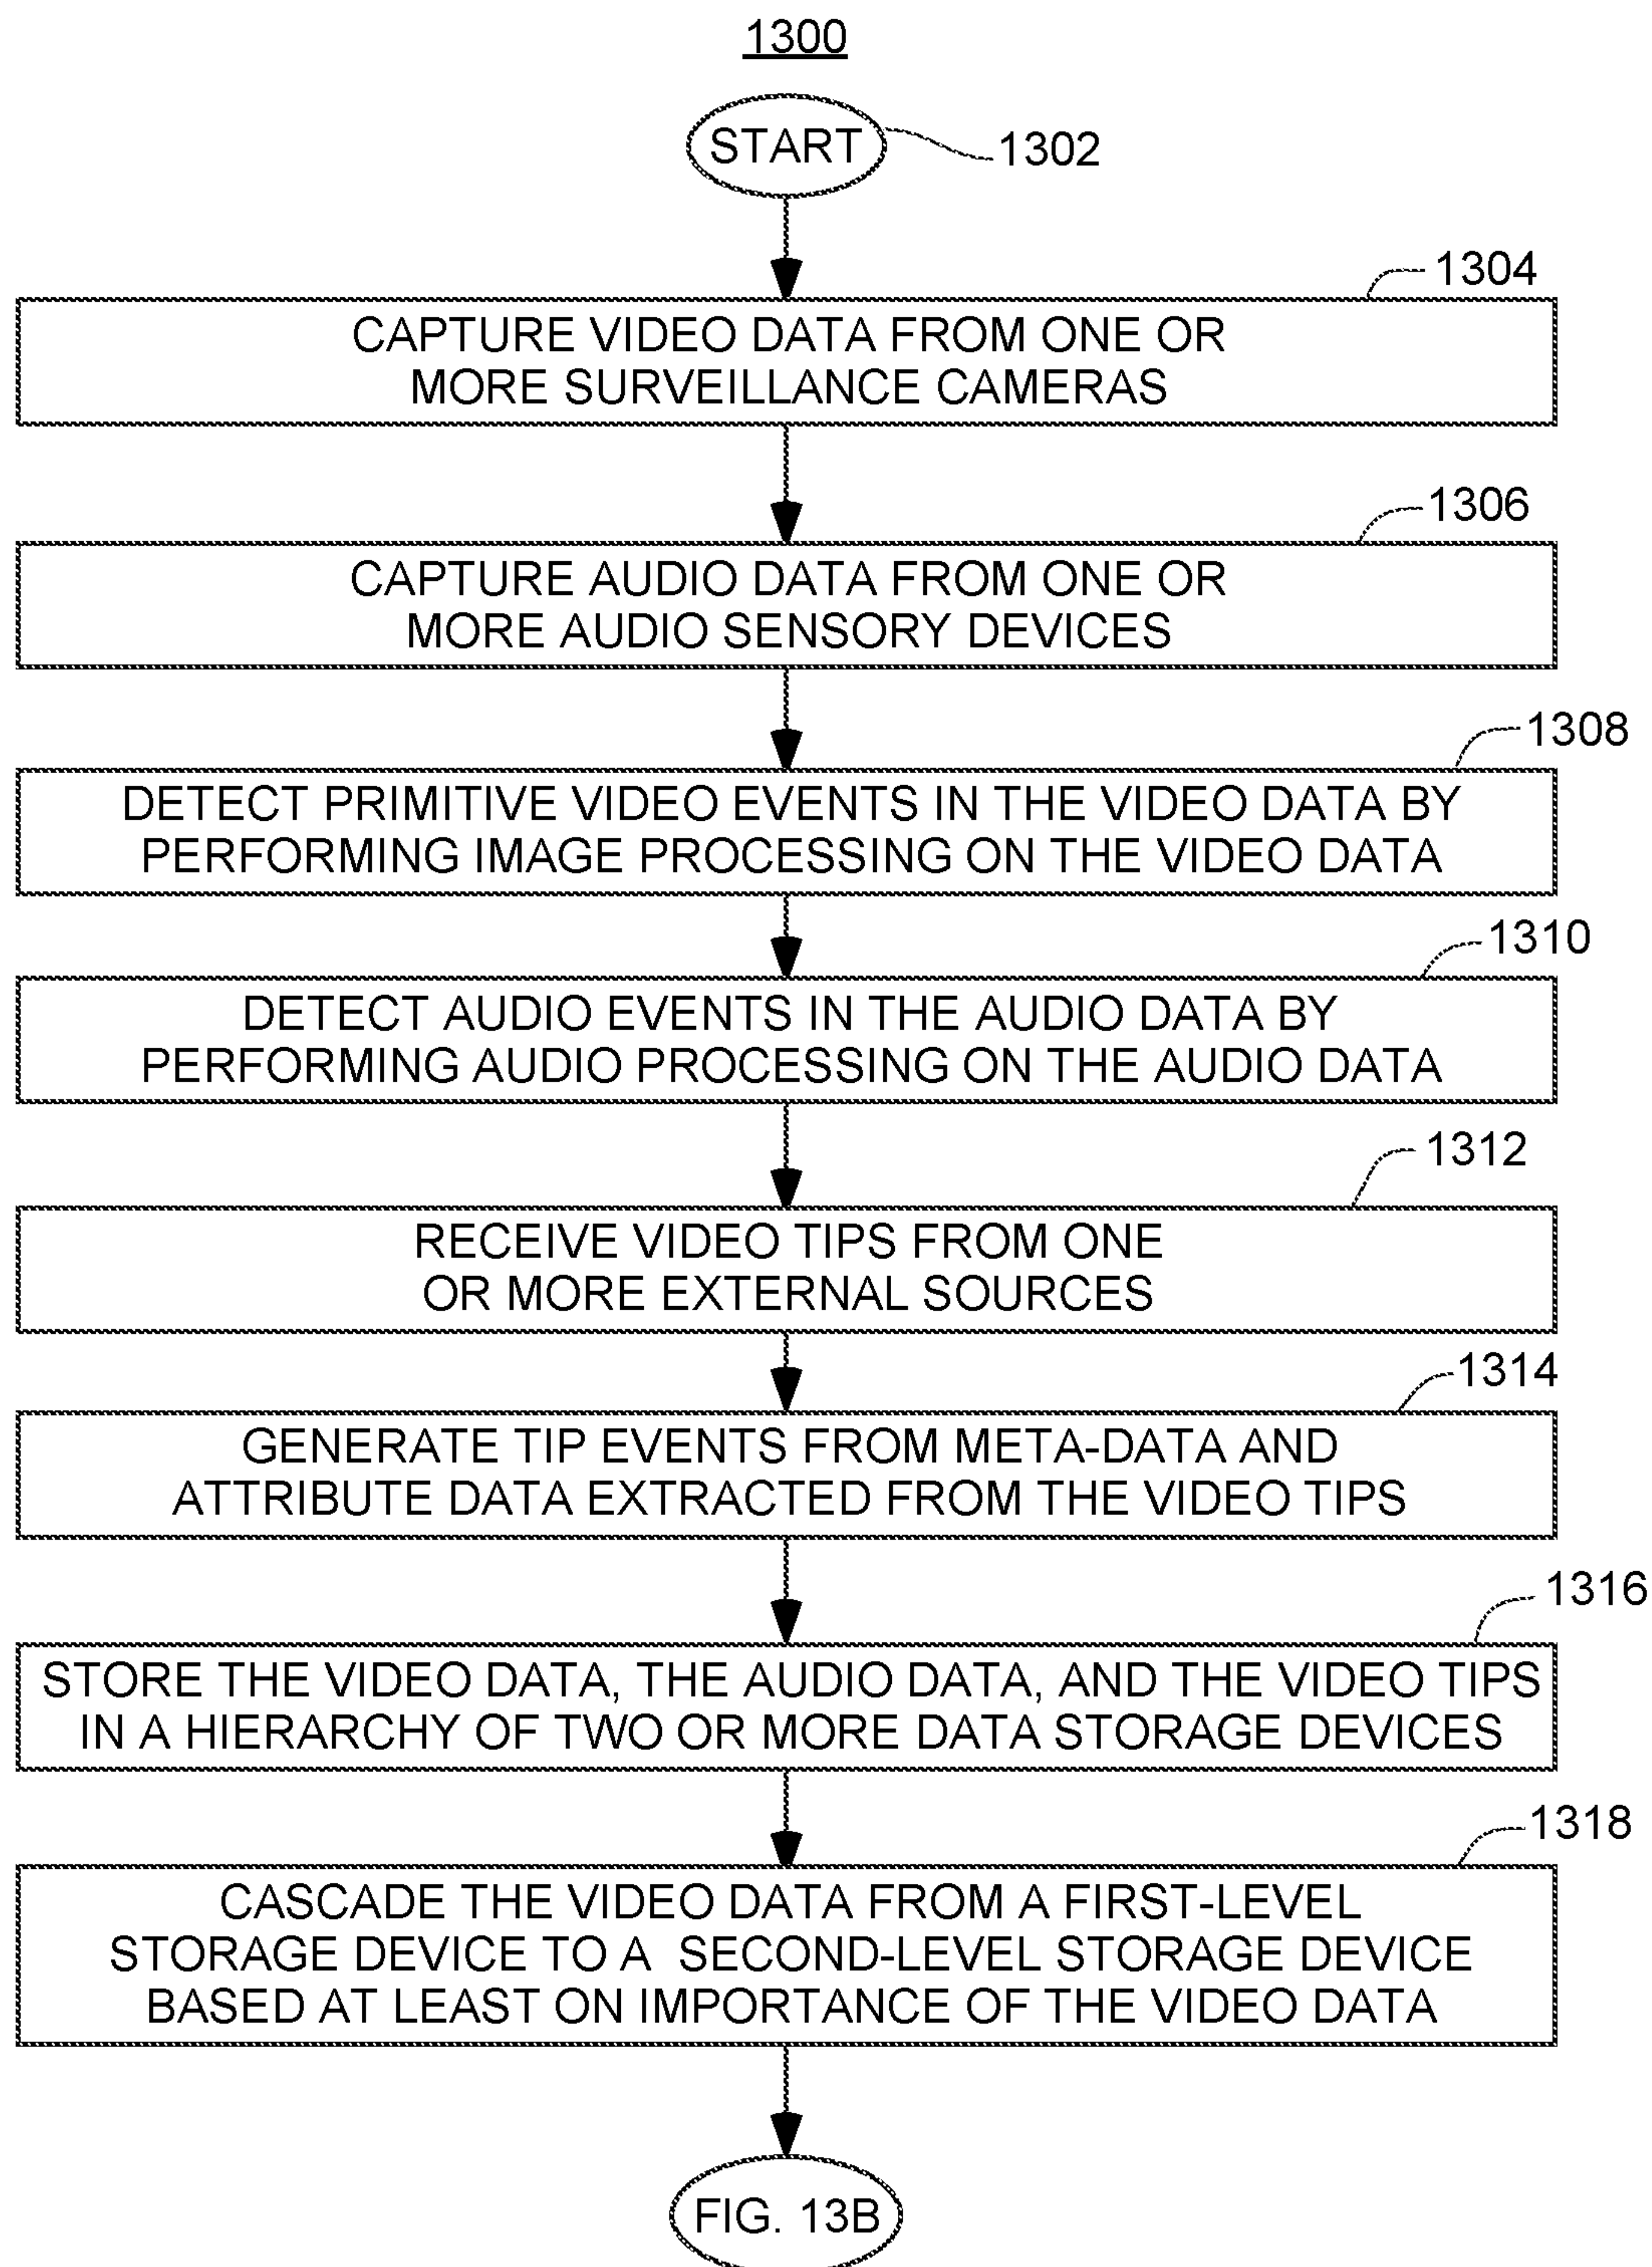 1300
START
1302
1304
CAPTURE VIDEO DATA FROM ONE OR
MORE SURVEILLANCE CAMERAS
1306
CAPTURE AUDIO DATA FROM ONE OR
MORE AUDIO SENSORY DEVICES
1308
DETECT PRIMITIVE VIDEO EVENTS IN THE VIDEO DATA BY
PERFORMING IMAGE PROCESSING ON THE VIDEO DATA
1310
DETECT AUDIO EVENTS IN THE AUDIO DATA BY
PERFORMING AUDIO PROCESSING ON THE AUDIO DATA
1312
RECEIVE VIDEO TIPS FROM ONE
OR MORE EXTERNAL SOURCES
1314
GENERATE TIP EVENTS FROM META-DATA AND
ATTRIBUTE DATA EXTRACTED FROM THE VIDEO TIPS
1316
STORE THE VIDEO DATA, THE AUDIO DATA, AND THE VIDEO TIPS
IN A HIERARCHY OF TWO OR MORE DATA STORAGE DEVICES
1318
CASCADE THE VIDEO DATA FROM A FIRST-LEVEL
STORAGE DEVICE TO A SECOND-LEVEL STORAGE DEVICE
BASED AT LEAST ON IMPORTANCE OF THE VIDEO DATA
FIG. 13B